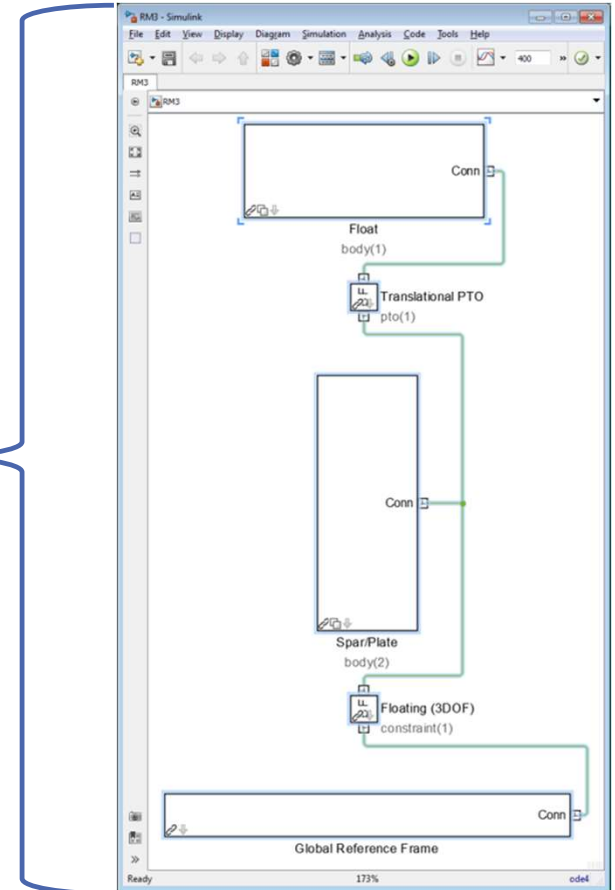 RM3 - Simulink
File Edit View Display Diagram Simulation Analysis Code Tools Help
400
RM3
RM3
Conn
Float
body(1)
F
Translational PTO
pto(1)
Conn
Spar/Plate
body(2)
F
Floating (3DOF)
constraint(1)
Conn
Global Reference Frame
Ready 173% ode4